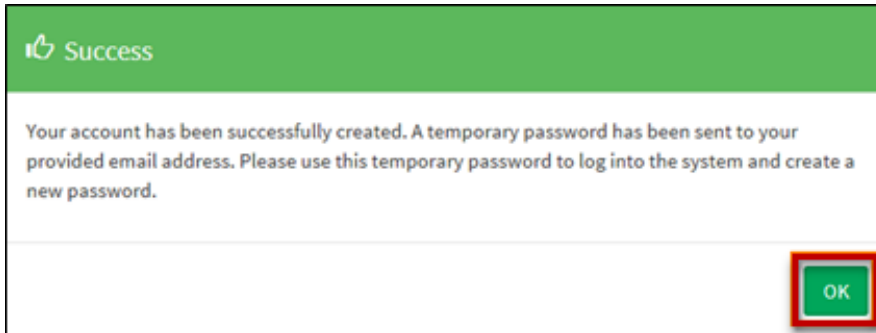 Success
Your account has been successfully created. A temporary password has been sent to your
provided email address. Please use this temporary password to log into the system and create a
new password.
OK